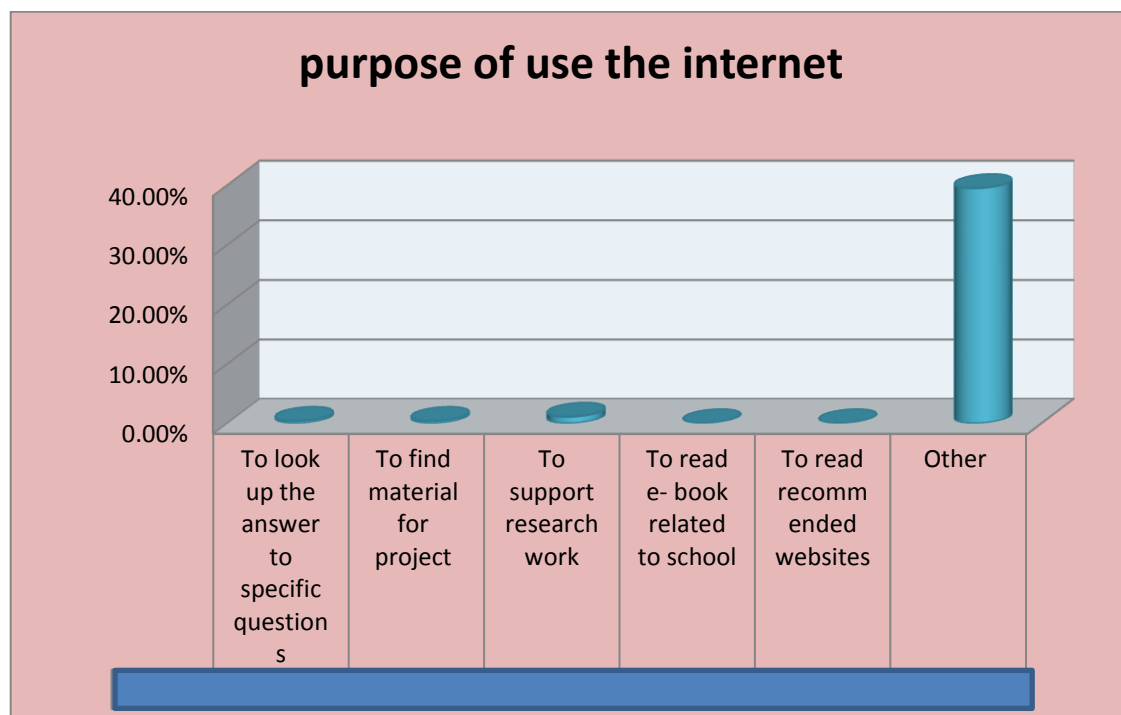 purpose of use the internet
40.00%
30.00%
20.00%
10.00%
0.00%
To look
up the
answer
to
specific
question
s
To find
material
for
project
To
support
research
work
To read
e- book
related
to school
To read
recomm
ended
websites
Other